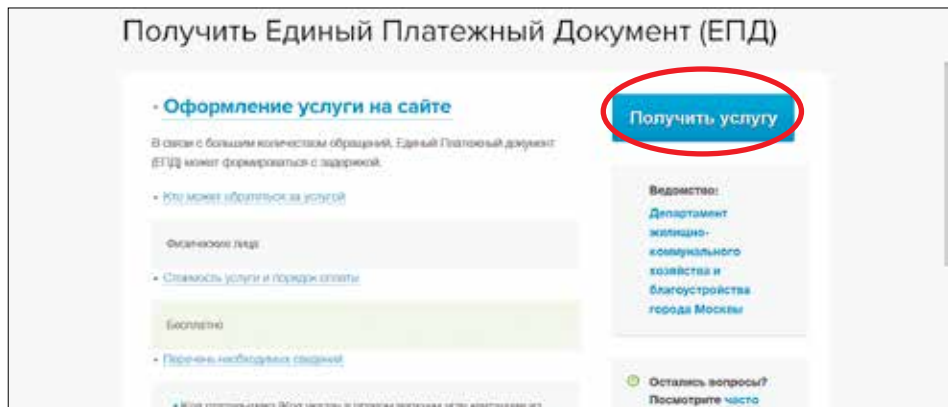 Получить Единый Платежный Документ (ЕПД)
• Оформление услуги на сайте
В связи с большим количеством обращений, Единый Платежный документ
(ЕПД) может формироваться с задержкой.
• Кто может обратиться за услугой
Физические лица
• Стоимость услуги и порядок оплаты
Бесплатно
• Перечень необходимых сведений
• Код плательщика
Получить услугу
Ведомство:
Департамент
жилищно-
коммунального
хозяйства и
благоустройства
города Москвы
Остались вопросы?
Посмотрите часто